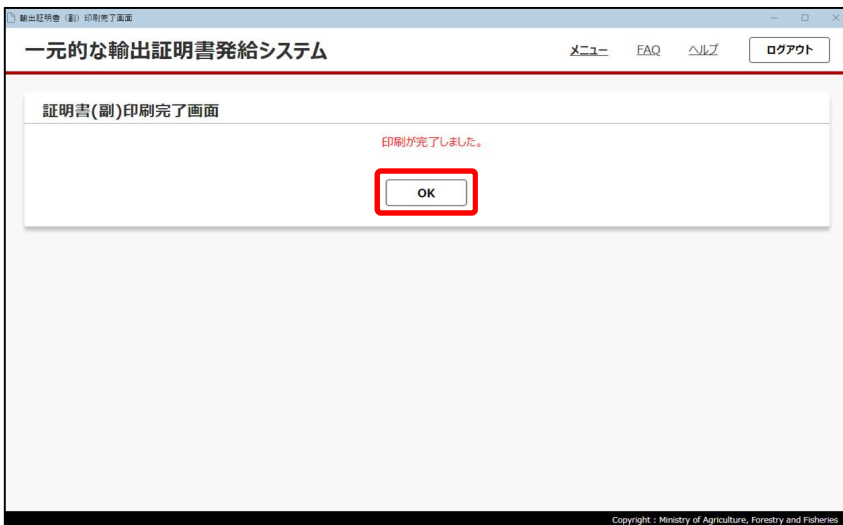 輸出証明書（副）印刷完了画面
一元的な輸出証明書発給システム
メニュー FAQ ヘルプ ログアウト
証明書(副)印刷完了画面
印刷が完了しました。
OK
Copyright : Ministry of Agriculture, Forestry and Fisheries